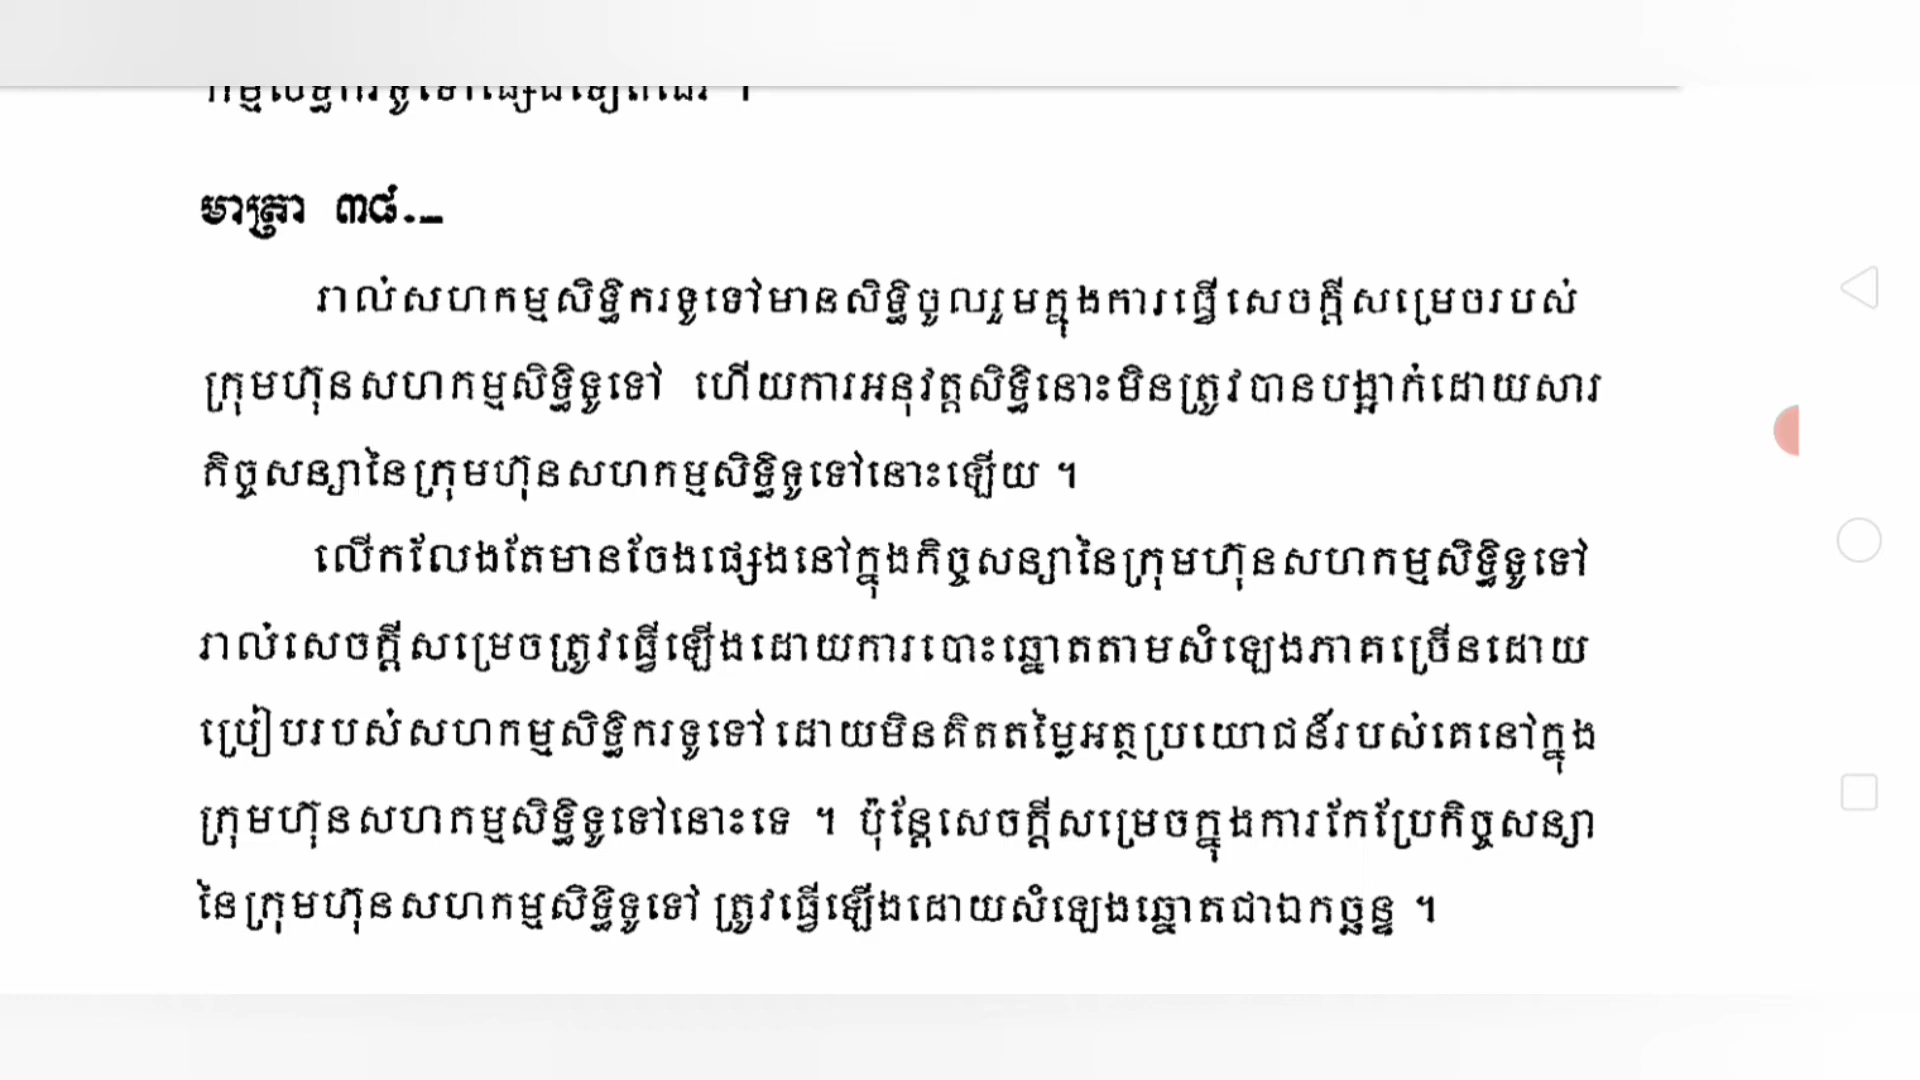 មាត្រា ៣៨._
រាល់សហកម្មសិទ្ធិករទូទៅមានសិទ្ធិចូលរួមក្នុងការធ្វើសេចក្តីសម្រេចរបស់
ក្រុមហ៊ុនសហកម្មសិទ្ធិទូទៅ ហើយការអនុវត្តសិទ្ធិនោះមិនត្រូវបានបង្អាក់ដោយសារ
កិច្ចសន្យានៃក្រុមហ៊ុនសហកម្មសិទ្ធិទូទៅនោះឡើយ ។
លើកលែងតែមានចែងផ្សេងនៅក្នុងកិច្ចសន្យានៃក្រុមហ៊ុនសហកម្មសិទ្ធិទូទៅ
រាល់សេចក្តីសម្រេចត្រូវធ្វើឡើងដោយការបោះឆ្នោតតាមសំឡេងភាគច្រើនដោយ
ប្រៀបរបស់សហកម្មសិទ្ធិករទូទៅ ដោយមិនគិតតម្លៃអត្ថប្រយោជន៍របស់គេនៅក្នុង
ក្រុមហ៊ុនសហកម្មសិទ្ធិទូទៅនោះទេ ។ ប៉ុន្តែសេចក្តីសម្រេចក្នុងការកែប្រែកិច្ចសន្យា
នៃក្រុមហ៊ុនសហកម្មសិទ្ធិទូទៅ ត្រូវធ្វើឡើងដោយសំឡេងឆ្នោតជាឯកច្ឆន្ទ ។